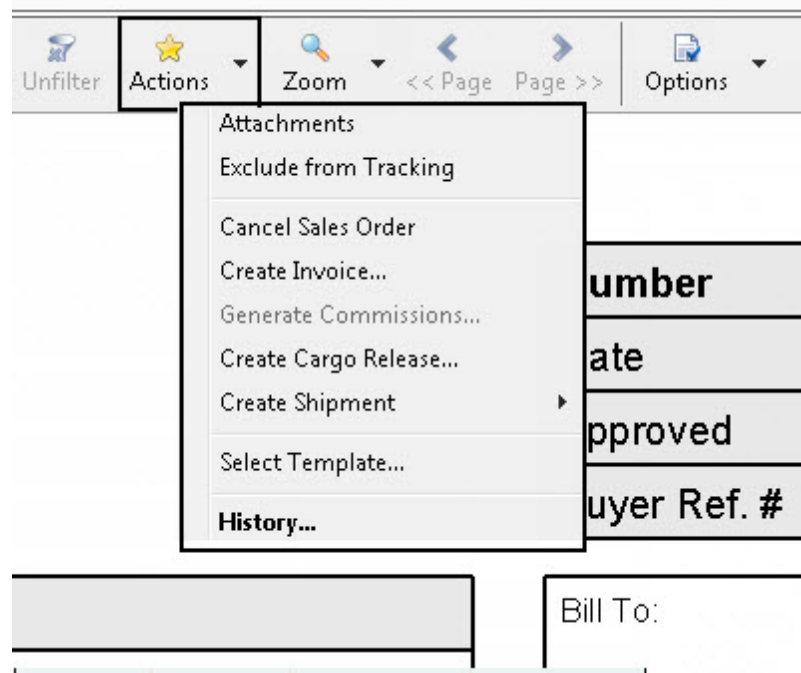 Unfilter Actions Zoom << Page Page >> Options
Attachments
Exclude from Tracking
Cancel Sales Order
Create Invoice...
Generate Commissions...
Create Cargo Release...
Create Shipment
Select Template...
History...
umber
ate
pproved
uyer Ref. #
Bill To: